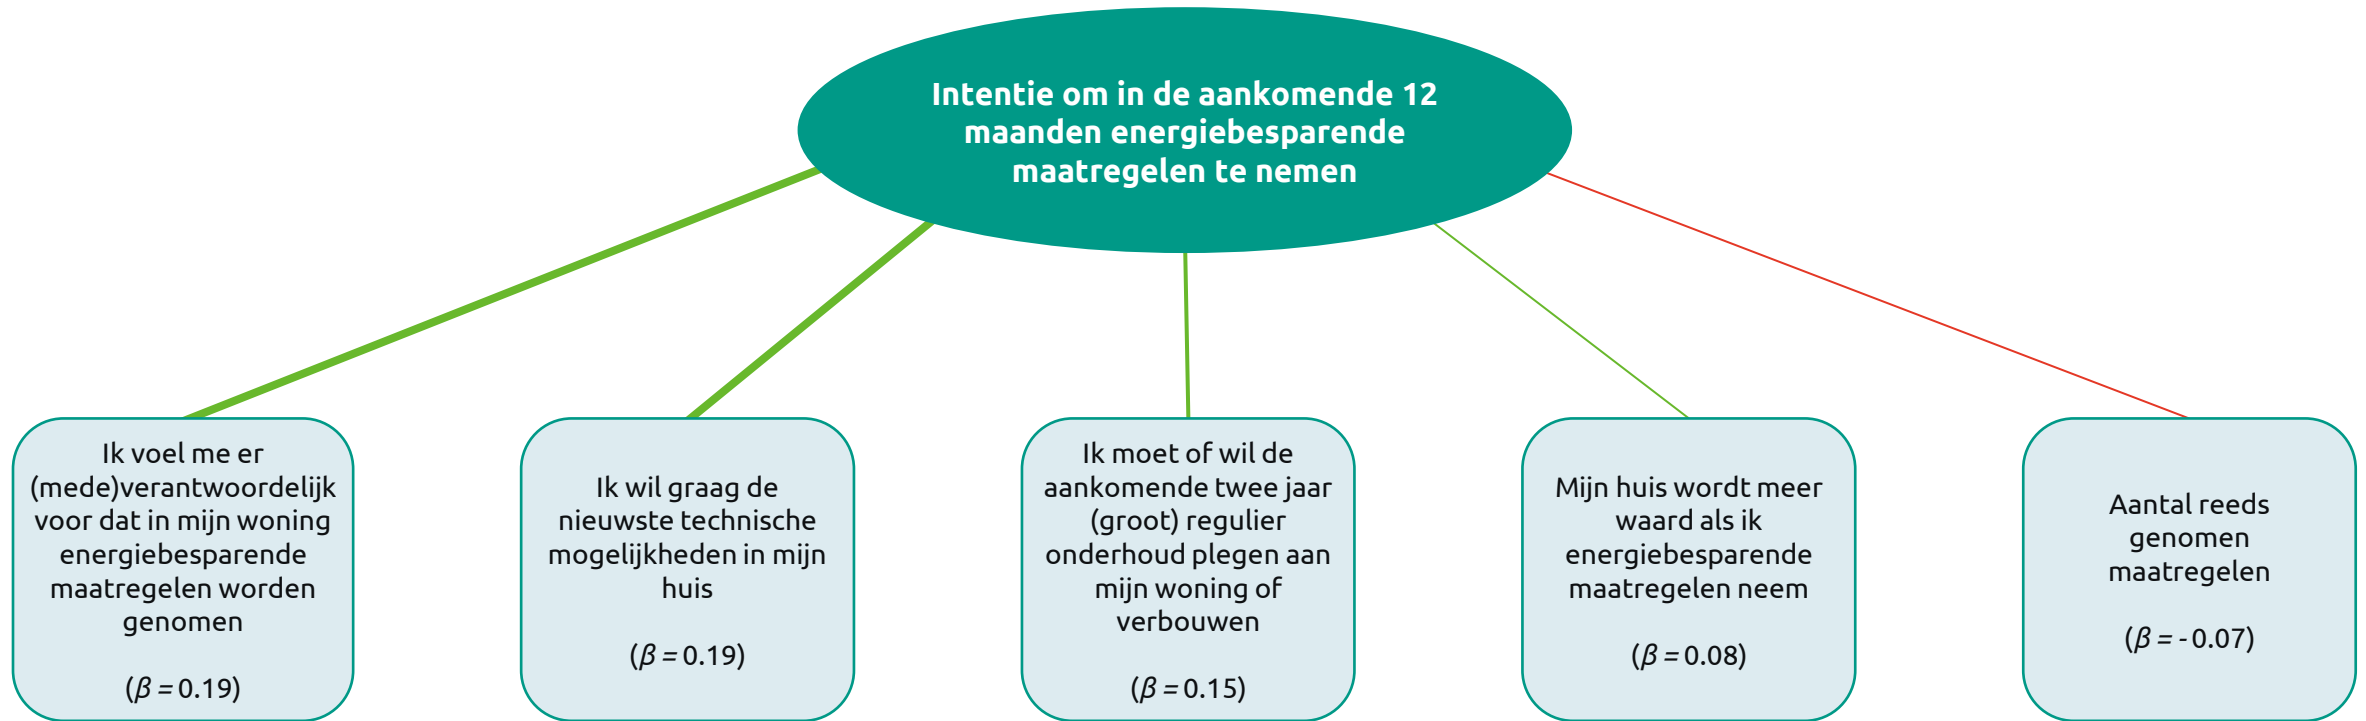 Intentie om in de aankomende 12
maanden energiebesparende
maatregelen te nemen
Ik voel me er
(mede)verantwoordelijk
voor dat in mijn woning
energiebesparende
maatregelen worden
genomen
(β = 0.19)
Ik wil graag de
nieuwste technische
mogelijkheden in mijn
huis
(β = 0.19)
Ik moet of wil de
aankomende twee jaar
(groot) regulier
onderhoud plegen aan
mijn woning of
verbouwen
(β = 0.15)
Mijn huis wordt meer
waard als ik
energiebesparende
maatregelen neem
(β = 0.08)
Aantal reeds
genomen
maatregelen
(β = - 0.07)